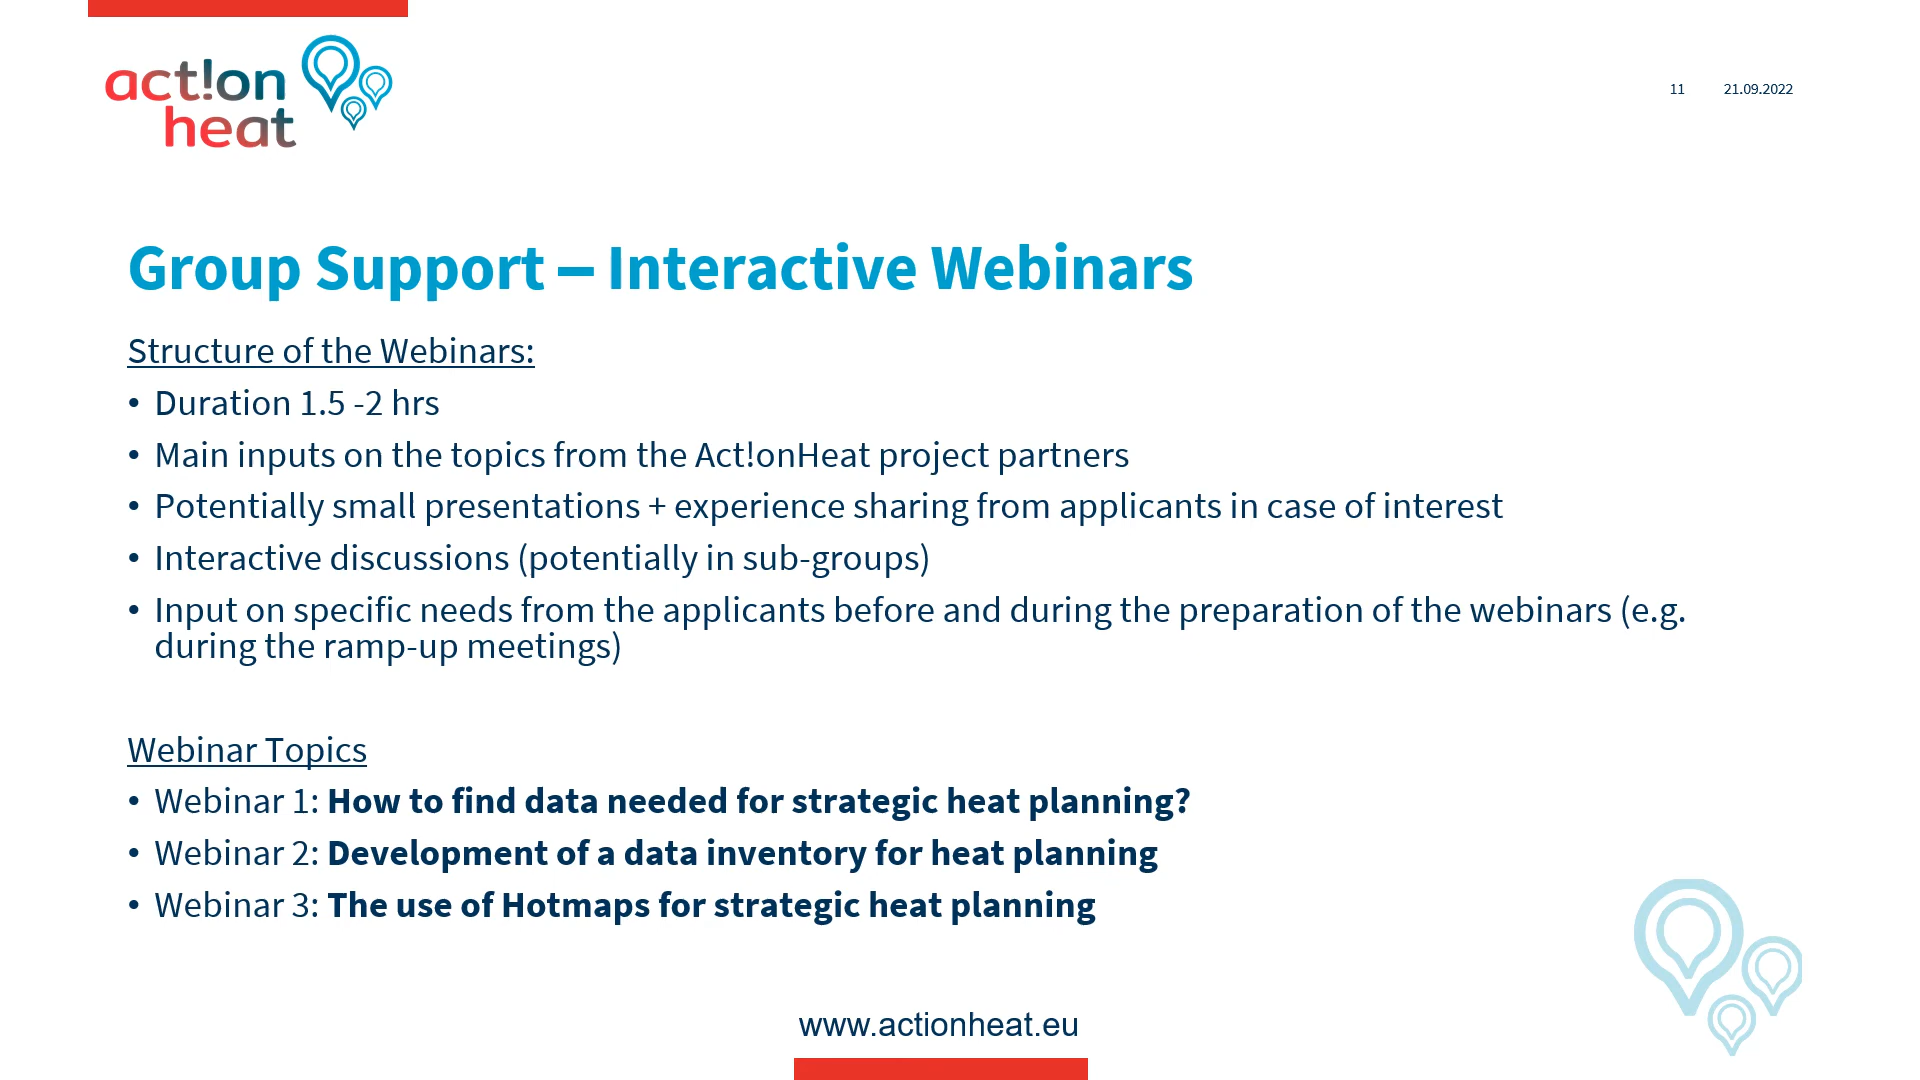 act!on
heat
11 21.09.2022
Group Support – Interactive Webinars
Structure of the Webinars:
• Duration 1.5 -2 hrs
• Main inputs on the topics from the Act!onHeat project partners
• Potentially small presentations + experience sharing from applicants in case of interest
• Interactive discussions (potentially in sub-groups)
• Input on specific needs from the applicants before and during the preparation of the webinars (e.g.
during the ramp-up meetings)
Webinar Topics
• Webinar 1: How to find data needed for strategic heat planning?
• Webinar 2: Development of a data inventory for heat planning
• Webinar 3: The use of Hotmaps for strategic heat planning
www.actionheat.eu